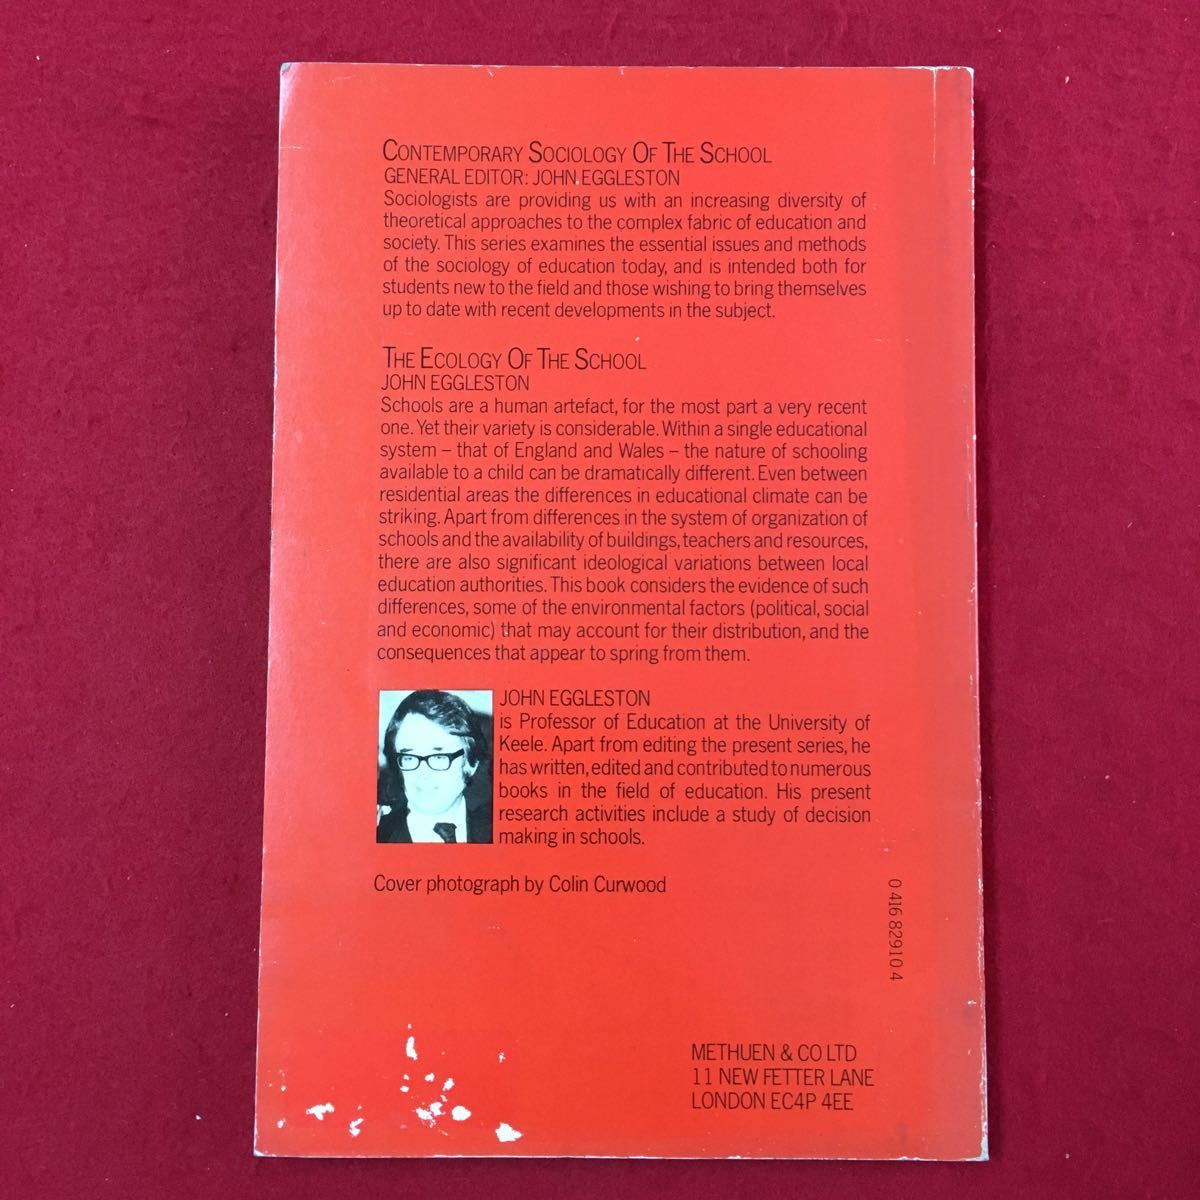 CONTEMPORARY SOCIOLOGY OF THE SCHOOL
GENERAL EDITOR: JOHN EGGLESTON
Sociologists are providing us with an increasing diversity of
theoretical approaches to the complex fabric of education and
society. This series examines the essential issues and methods
of the sociology of education today, and is intended both for
students new to the field and those wishing to bring themselves
up to date with recent developments in the subject.
THE ECOLOGY OF THE SCHOOL
JOHN EGGLESTON
Schools are a human artefact, for the most part a very recent
one. Yet their variety is considerable. Within a single educational
system – that of England and Wales – the nature of schooling
available to a child can be dramatically different. Even between
residential areas the differences in educational climate can be
striking. Apart from differences in the system of organization of
schools and the availability of buildings, teachers and resources,
there are also significant ideological variations between local
education authorities. This book considers the evidence of such
differences, some of the environmental factors (political, social
and economic) that may account for their distribution, and the
consequences that appear to spring from them.
JOHN EGGLESTON
is Professor of Education at the University of
Keele. Apart from editing the present series, he
has written, edited and contributed to numerous
books in the field of education. His present
research activities include a study of decision
making in schools.
Cover photograph by Colin Curwood
0 416 82910 4
METHUEN & CO LTD
11 NEW FETTER LANE
LONDON EC4P 4EE